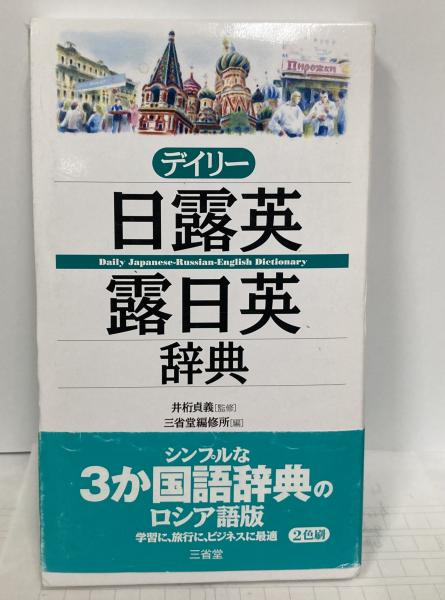 Пирожки
デイリー
日露英
Daily Japanese-Russian-English Dictionary
露日英
辞典
井桁貞義[監修]
三省堂編修所[編]
シンプルな
3か国語辞典の
ロシア語版
学習に、旅行に、ビジネスに最適
2色刷
三省堂